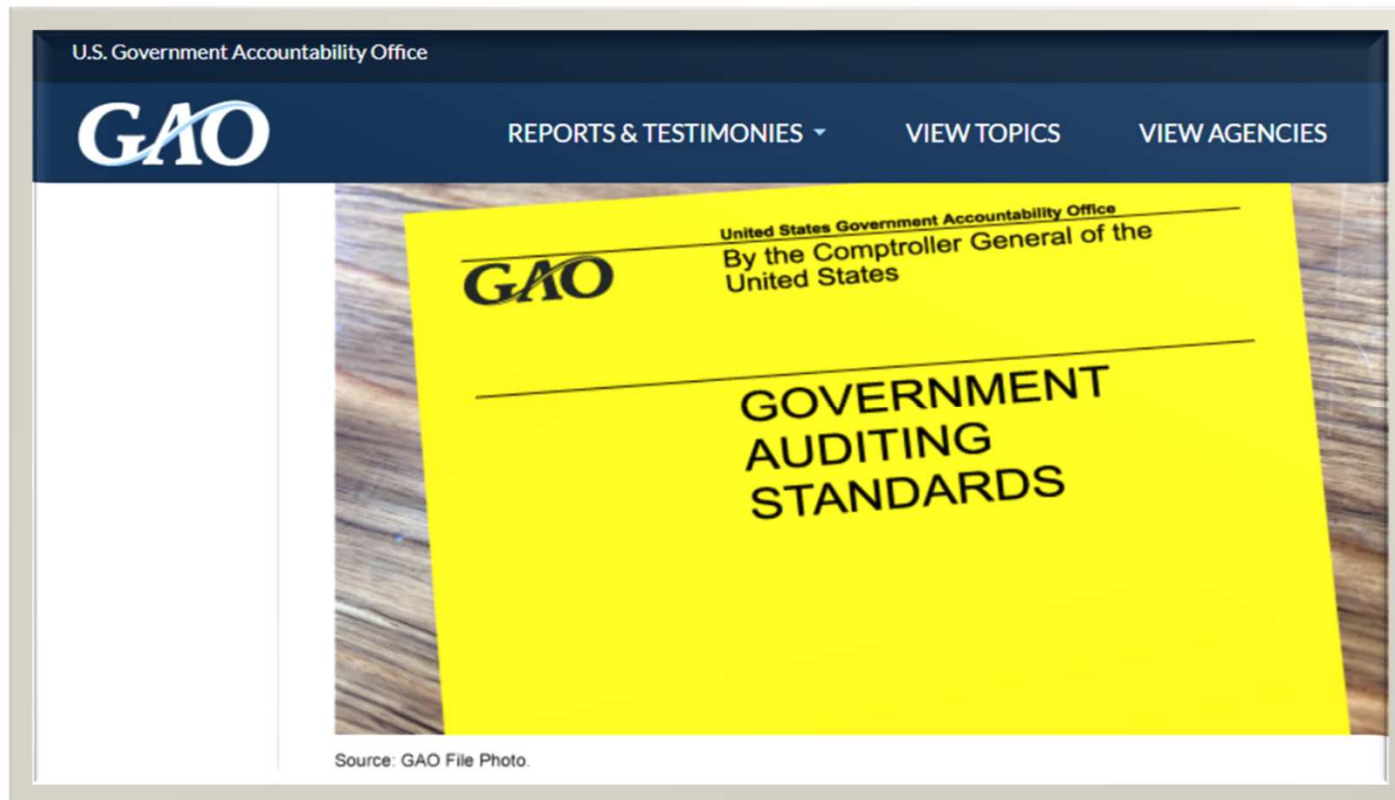 U.S. Government Accountability Office
GAO
REPORTS & TESTIMONIES
VIEW TOPICS
VIEW AGENCIES
United States Government Accountability Office
GAO
By the Comptroller General of the
United States
GOVERNMENT
AUDITING
STANDARDS
Source: GAO File Photo.